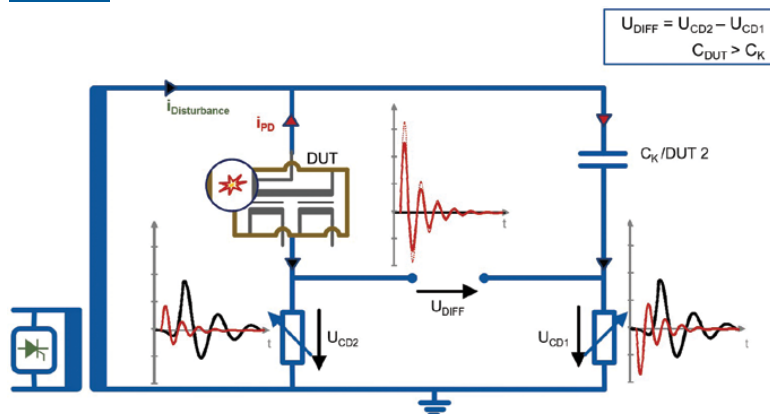 U_DIFF = U_CD2 – U_CD1
C_DUT > C_K
i_Disturbance
i_PD
DUT
t
C_K/DUT 2
U_DIFF
t
U_CD2
U_CD1
t